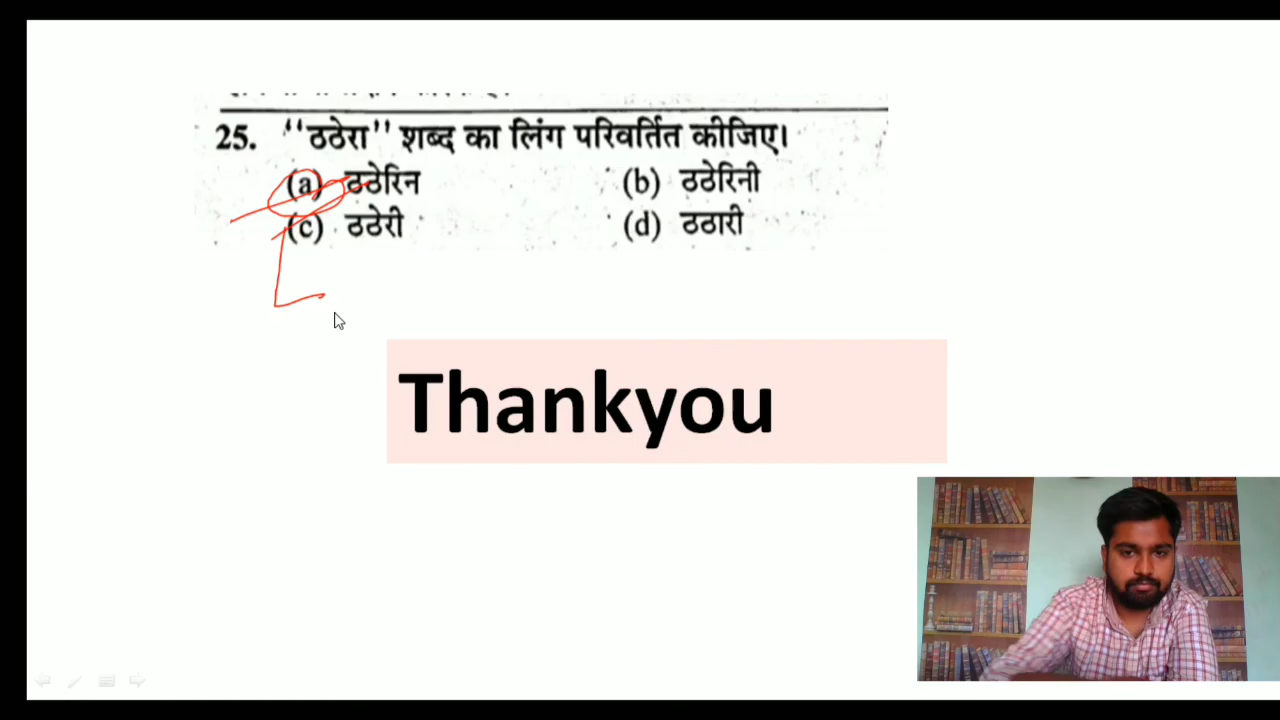 25. "ठठेरा" शब्द का लिंग परिवर्तित कीजिए।
(a) ठठेरिन (b) ठठेरिनी
(c) ठठेरी (d) ठठारी
Thankyou